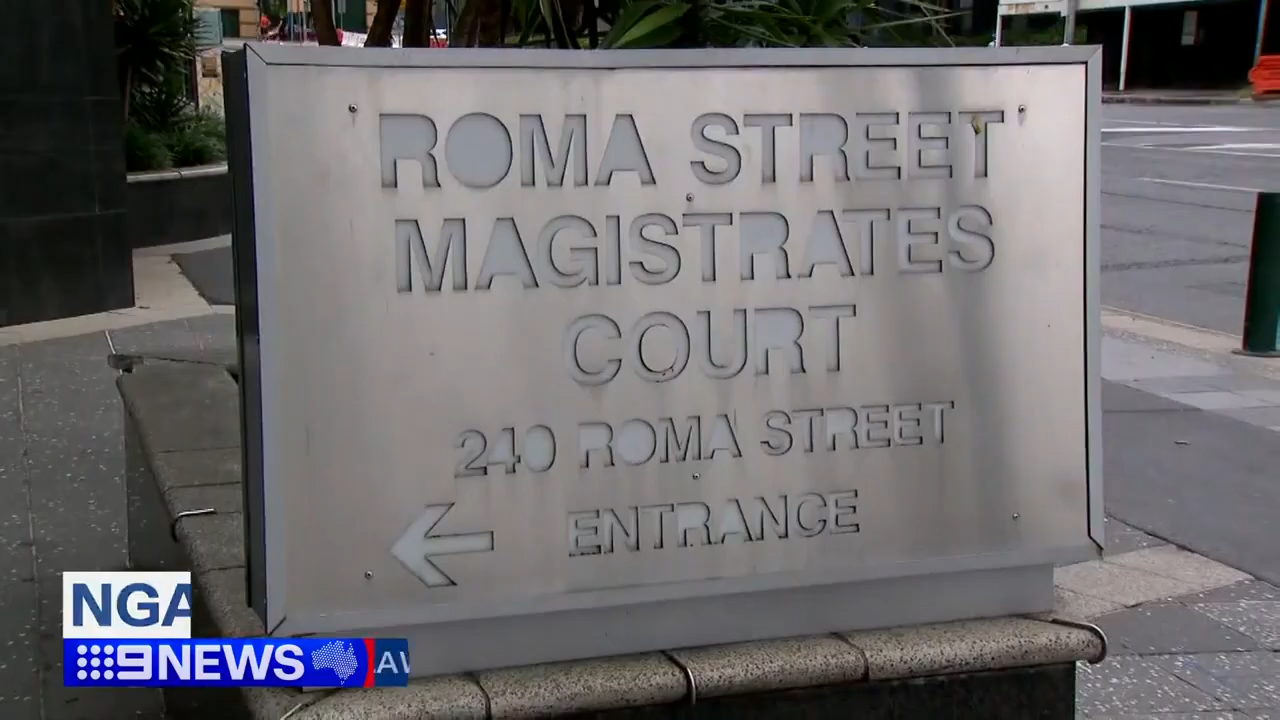 ROMA STREET
MAGISTRATES
COURT
240 ROMA STREET
ENTRANCE
NGA
9NEWS